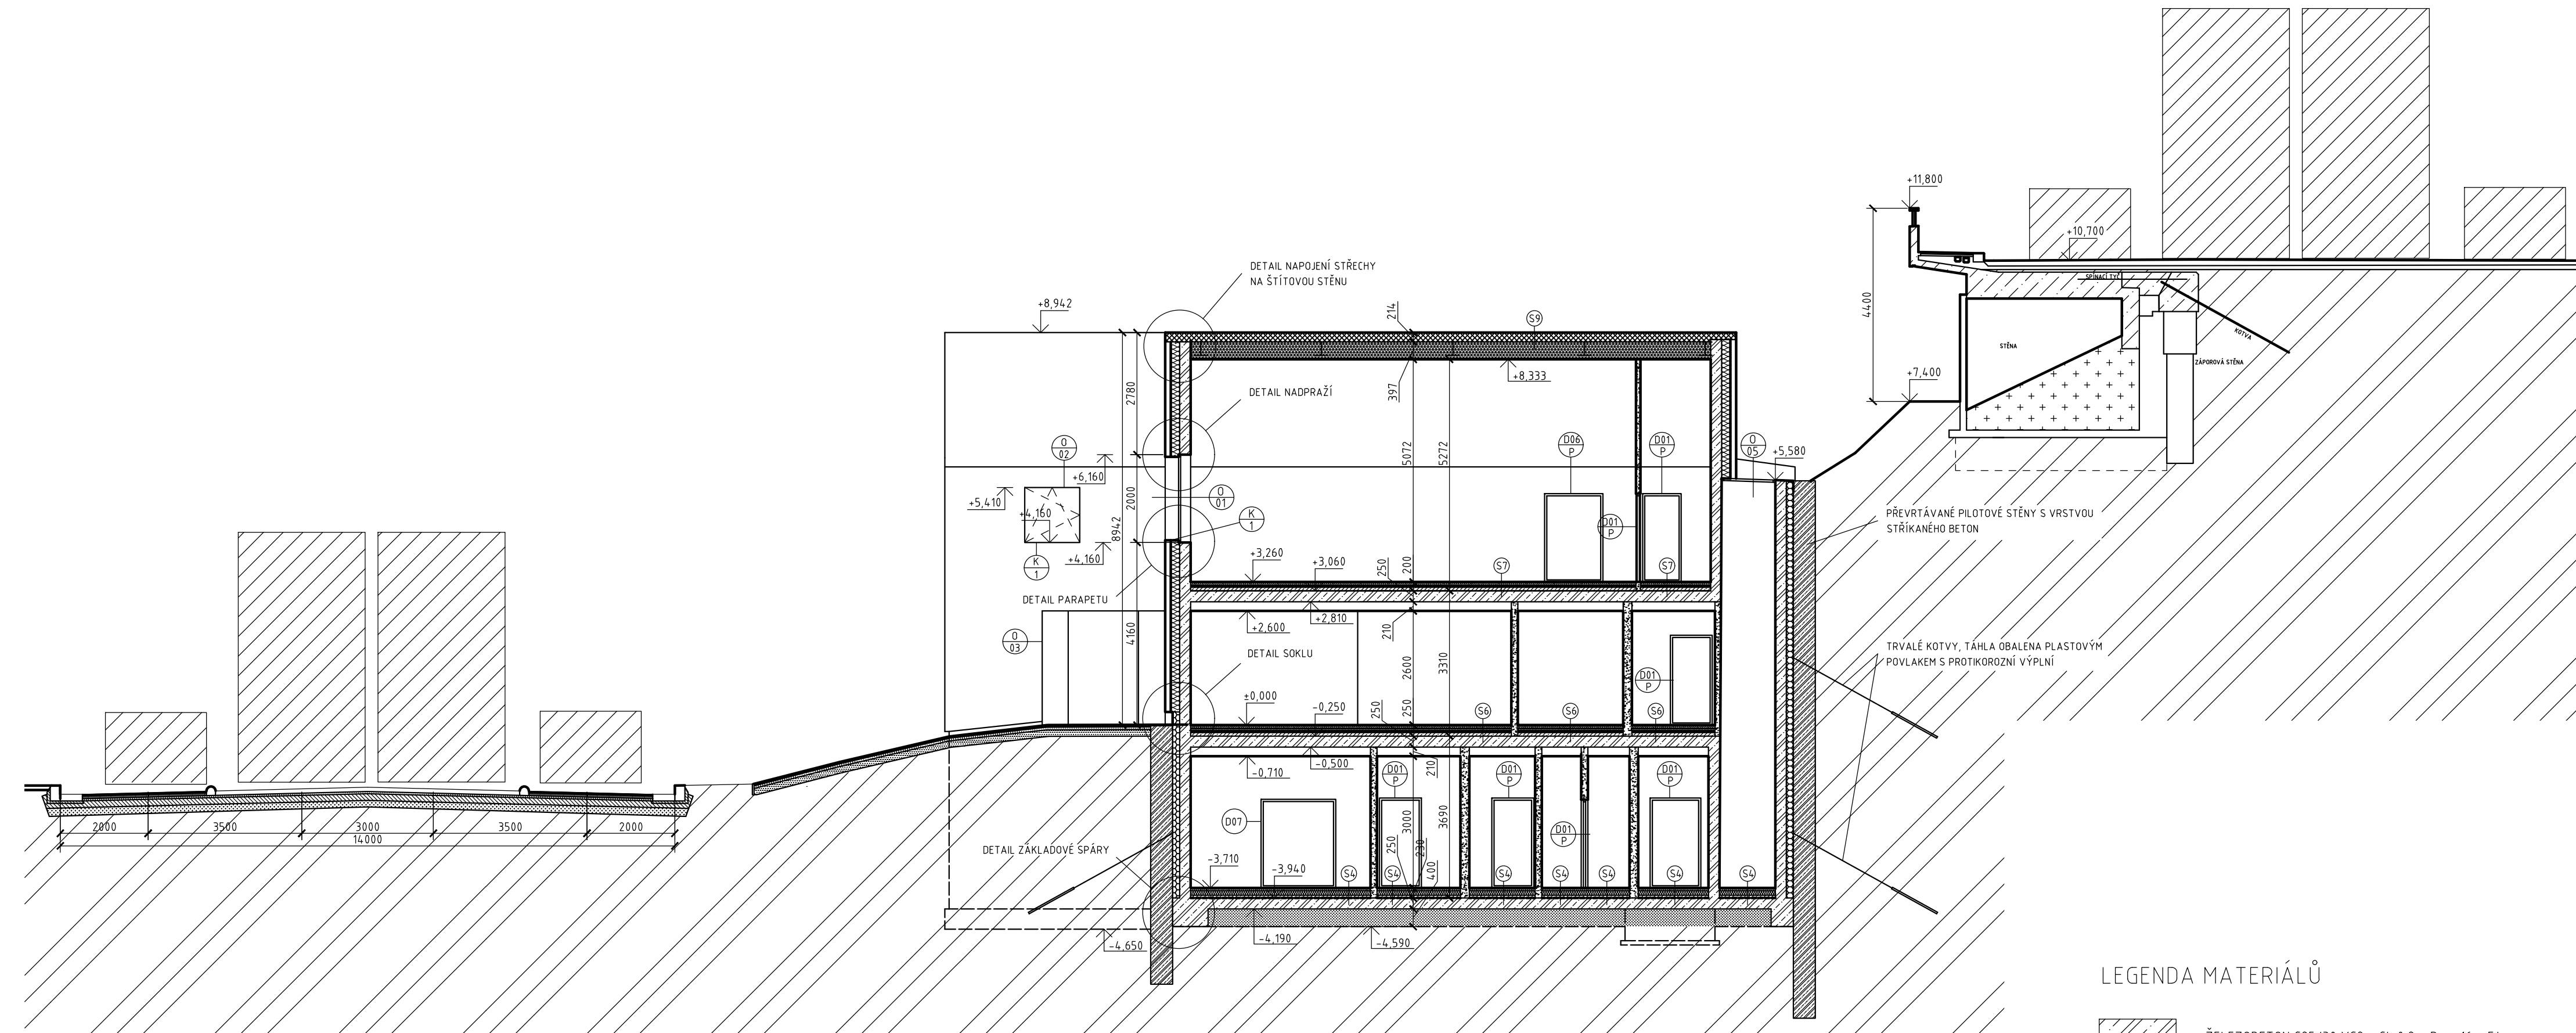 +11,800
+10,700
SPÍNACÍ TYČ
KOTVA
STĚNA
ZÁPOROVÁ STĚNA
4400
+7,400
DETAIL NAPOJENÍ STŘECHY
NA ŠTÍTOVOU STĚNU
+8,942
214
S9
2780
DETAIL NADPRAŽÍ
397
+8,333
O
02
+6,160
+5,410
+4,160
2000
8942
O
01
K
1
K
1
+4,160
5072
5272
D06
P
D01
P
D01
P
O
05
+5,580
PŘEVRTÁVANÉ PILOTOVÉ STĚNY S VRSTVOU
STŘÍKANÉHO BETON
+3,260
+3,060
250
200
S7
S7
DETAIL PARAPETU
+2,600
+2,810
210
O
03
4160
DETAIL SOKLU
2600
3310
D01
P
TRVALÉ KOTVY, TÁHLA OBALENA PLASTOVÝM
POVLAKEM S PROTIKOROZNÍ VÝPLNÍ
±0,000
-0,250
250
250
S6
S6
S6
-0,710
-0,500
210
D01
P
D01
P
D01
P
D07
3000
3690
D01
P
2000
3500
3000
3500
2000
14000
DETAIL ZÁKLADOVÉ SPÁRY
250
230
400
-3,710
-3,940
S4
S4
S4
S4
S4
S4
S4
-4,650
-4,190
-4,590
LEGENDA MATERIÁLŮ